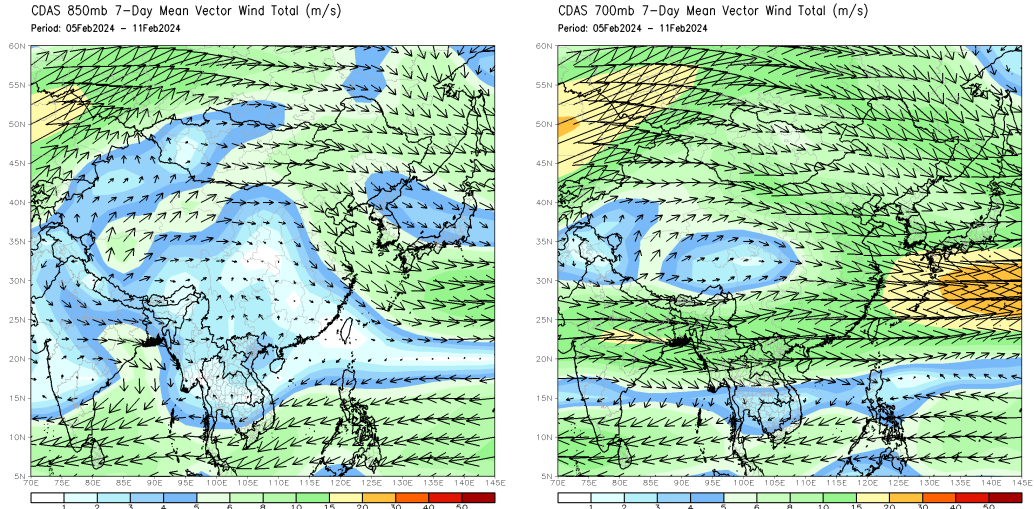 CDAS 850mb 7-Day Mean Vector Wind Total (m/s)
Period: 05Feb2024 - 11Feb2024
60N
55N
50N
45N
40N
35N
30N
25N
20N
15N
10N
5N
70E 75E 80E 85E 90E 95E 100E 105E 110E 115E 120E 125E 130E 135E 140E 145E
1 2 3 4 5 6 8 10 15 20 30 40 50
CDAS 700mb 7-Day Mean Vector Wind Total (m/s)
Period: 05Feb2024 - 11Feb2024
60N
55N
50N
45N
40N
35N
30N
25N
20N
15N
10N
5N
70E 75E 80E 85E 90E 95E 100E 105E 110E 115E 120E 125E 130E 135E 140E 145E
1 2 3 4 5 6 8 10 15 20 30 40 50